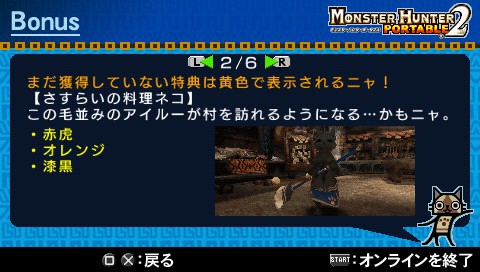 Bonus
MONSTER HUNTER
PORTABLE 2
L 2/6 R
まだ獲得していない特典は黄色で表示されるニャ！
【さすらいの料理ネコ】
この毛並みのアイルーが村を訪れるようになる…かもニャ。
・赤虎
・オレンジ
・漆黒
:戻る
START:オンラインを終了